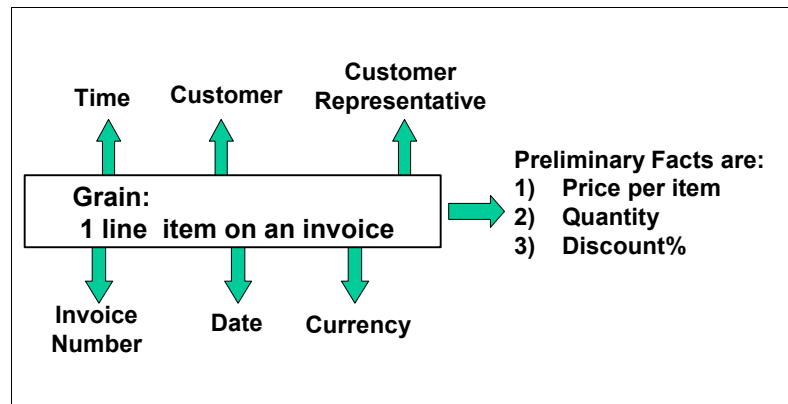 Time
Customer
Customer
Representative
Grain:
1 line item on an invoice
Preliminary Facts are:
1) Price per item
2) Quantity
3) Discount%
Invoice
Number
Date
Currency